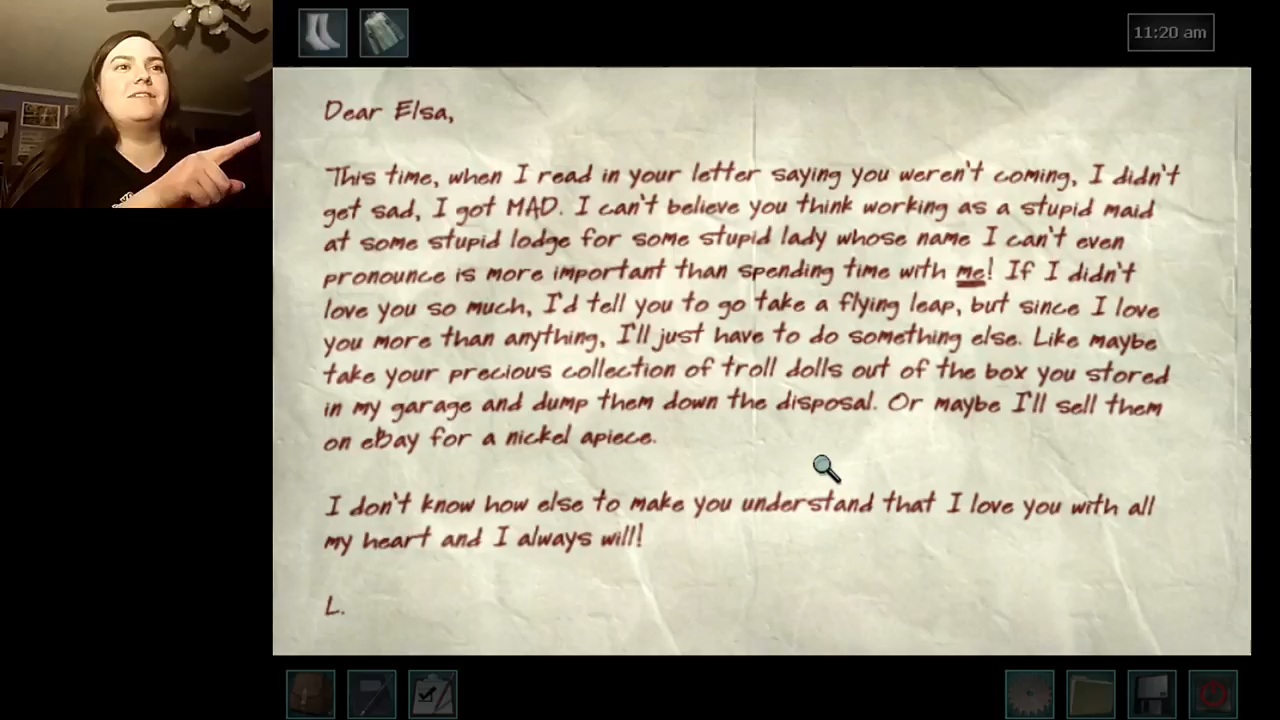 11:20 am
Dear Elsa,
This time, when I read in your letter saying you weren't coming, I didn't
get sad, I got MAD. I can't believe you think working as a stupid maid
at some stupid lodge for some stupid lady whose name I can't even
pronounce is more important than spending time with me! If I didn't
love you so much, I'd tell you to go take a flying leap, but since I love
you more than anything, I'll just have to do something else. Like maybe
take your precious collection of troll dolls out of the box you stored
in my garage and dump them down the disposal. Or maybe I'll sell them
on eBay for a nickel apiece.
I don't know how else to make you understand that I love you with all
my heart and I always will!
L.